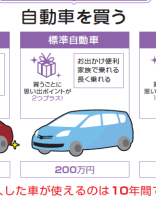 自動車を買う
標準自動車
買うごとに
思い出ポイントが
2つプラス!
お出かけ便利
家族で乗れる
長く乗れる
200万円
した車が使えるのは10年間で